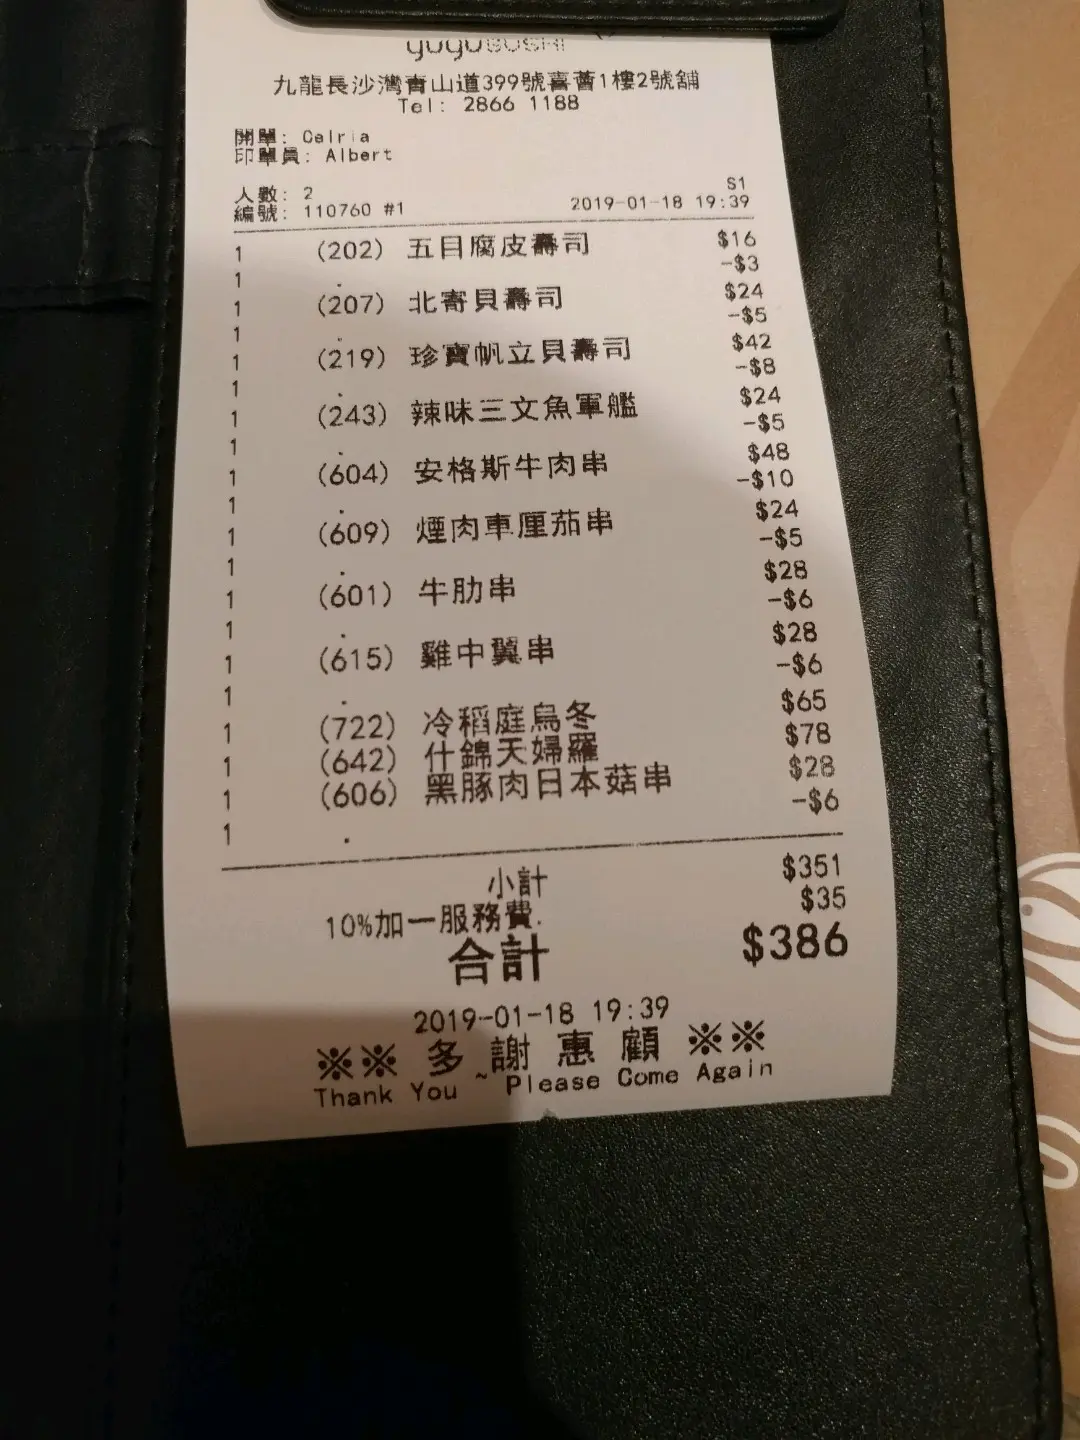 yuyu SUSHI
九龍長沙灣青山道399號喜薈1樓2號舖
Tel: 2866 1188
開單: Celria
印單員: Albert
人數: 2
S1
編號: 110760 #1 2019-01-18 19:39
1 (202) 五目腐皮壽司 $16
1 . -$3
1 (207) 北寄貝壽司 $24
1 . -$5
1 (219) 珍寶帆立貝壽司 $42
1 . -$8
1 (243) 辣味三文魚軍艦 $24
1 . -$5
1 (604) 安格斯牛肉串 $48
1 . -$10
1 (609) 煙肉車厘茄串 $24
1 . -$5
1 (601) 牛肋串 $28
1 . -$6
1 (615) 雞中翼串 $28
1 . -$6
1 (722) 冷稻庭烏冬 $65
1 (642) 什錦天婦羅 $78
1 (606) 黑豚肉日本菇串 $28
1 . -$6
小計 $351
10%加一服務費. $35
合計 $386
2019-01-18 19:39
※※ 多 謝 惠 顧 ※※
Thank You ~ Please Come Again